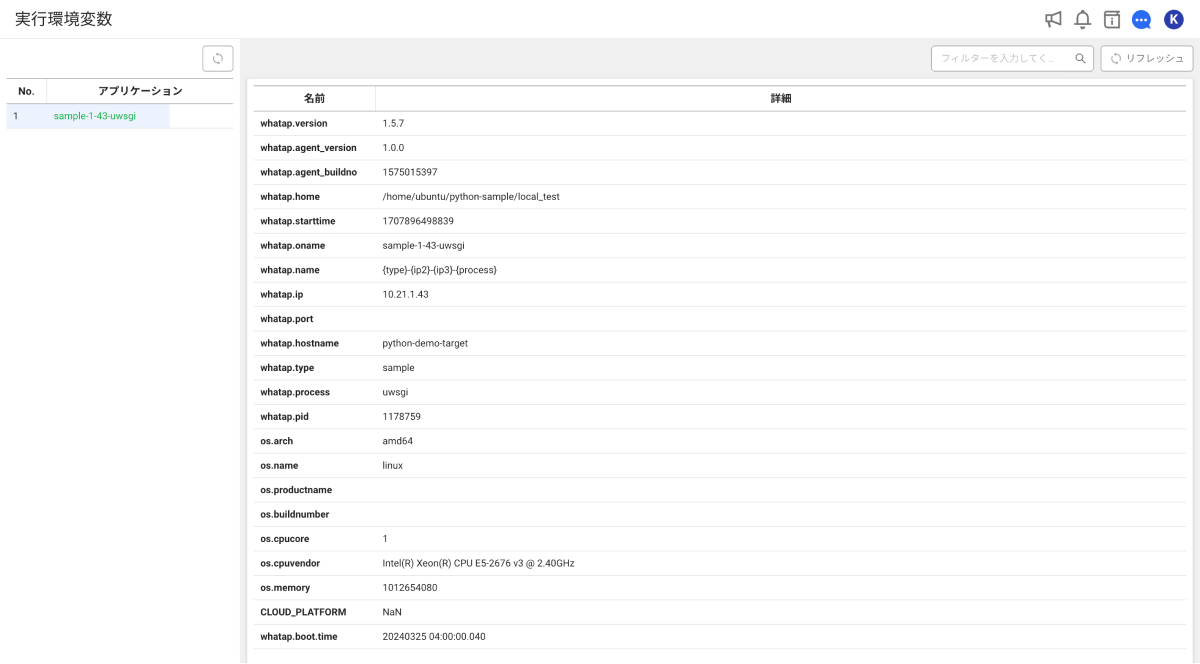 実行環境変数
K
フィルターを入力してく...
リフレッシュ
No. アプリケーション
1 sample-1-43-uwsgi
名前 詳細
whatap.version 1.5.7
whatap.agent_version 1.0.0
whatap.agent_buildno 1575015397
whatap.home /home/ubuntu/python-sample/local_test
whatap.starttime 1707896498839
whatap.oname sample-1-43-uwsgi
whatap.name {type}-{ip2}-{ip3}-{process}
whatap.ip 10.21.1.43
whatap.port
whatap.hostname python-demo-target
whatap.type sample
whatap.process uwsgi
whatap.pid 1178759
os.arch amd64
os.name linux
os.productname
os.buildnumber
os.cpucore 1
os.cpuvendor Intel(R) Xeon(R) CPU E5-2676 v3 @ 2.40GHz
os.memory 1012654080
CLOUD_PLATFORM NaN
whatap.boot.time 20240325 04:00:00.040